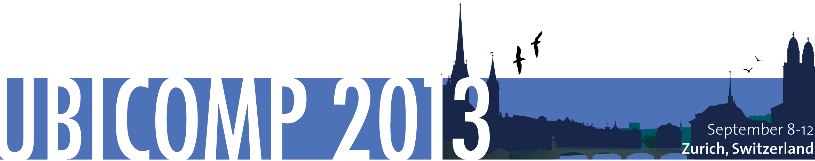 UBICOMP 2013
September 8-12
Zurich, Switzerland